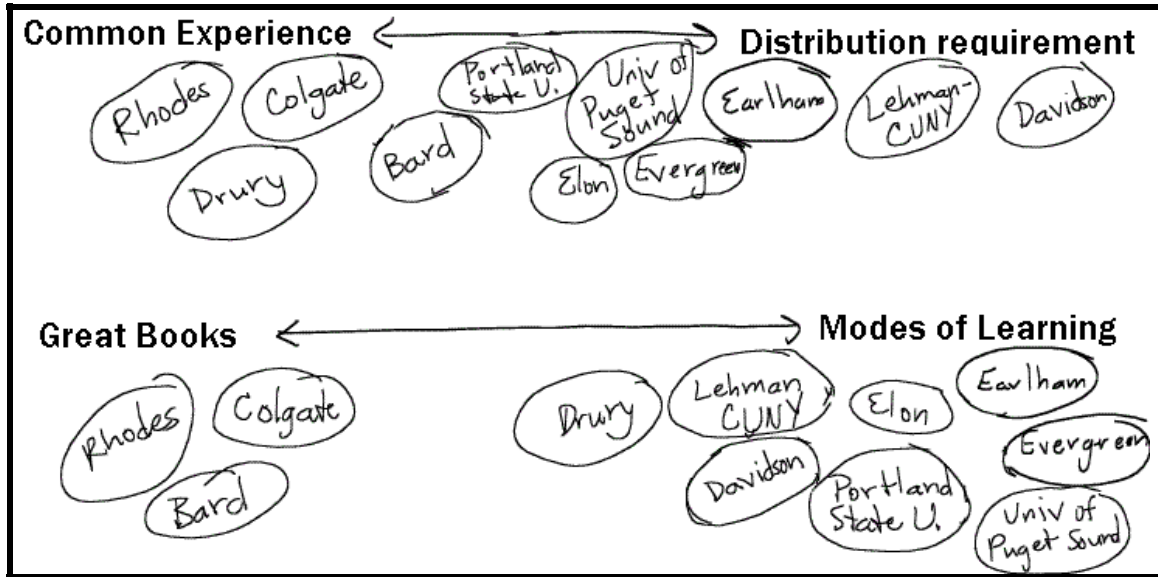 Common Experience
Distribution requirement
Rhodes
Colgate
Portland
State U.
Univ of
Puget
Sound
Earlham
Lehman-
CUNY
Davidson
Drury
Bard
Elon
Evergreen
Great Books
Modes of Learning
Rhodes
Colgate
Bard
Drury
Lehman
CUNY
Elon
Earlham
Davidson
Portland
State U.
Evergreen
Univ of
Puget Sound